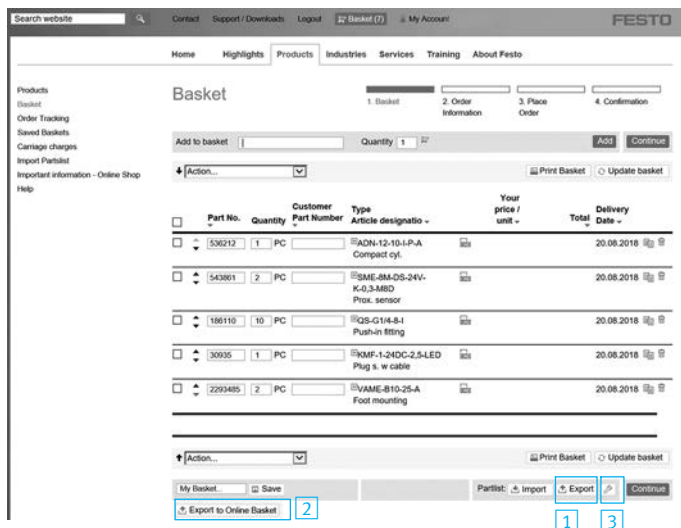 Search website
Contact Support / Downloads Logout Basket (7) My Account
FESTO
Home Highlights Products Industries Services Training About Festo
Products
Basket
Order Tracking
Saved Baskets
Carriage charges
Import Partslist
Important information - Online Shop
Help
Basket
1. Basket
2. Order Information
3. Place Order
4. Confirmation
Add to basket Quantity 1 Add Continue
Action... Print Basket Update basket
Part No. Quantity Customer Part Number Type Article designatio Your price / unit Total Delivery Date
536212 1 PC ADN-12-10-I-P-A 20.08.2018
Compact cyl.
543861 2 PC SME-8M-DS-24V- 20.08.2018
K-0,3-M8D
Prox. sensor
186110 10 PC QS-G1/4-8-I 20.08.2018
Push-in fitting
30935 1 PC KMF-1-24DC-2,5-LED 20.08.2018
Plug s. w cable
2293485 2 PC VAME-B10-25-A 20.08.2018
Foot mounting
Action... Print Basket Update basket
My Basket... Save Partlist: Import Export Continue
Export to Online Basket 2
1 3